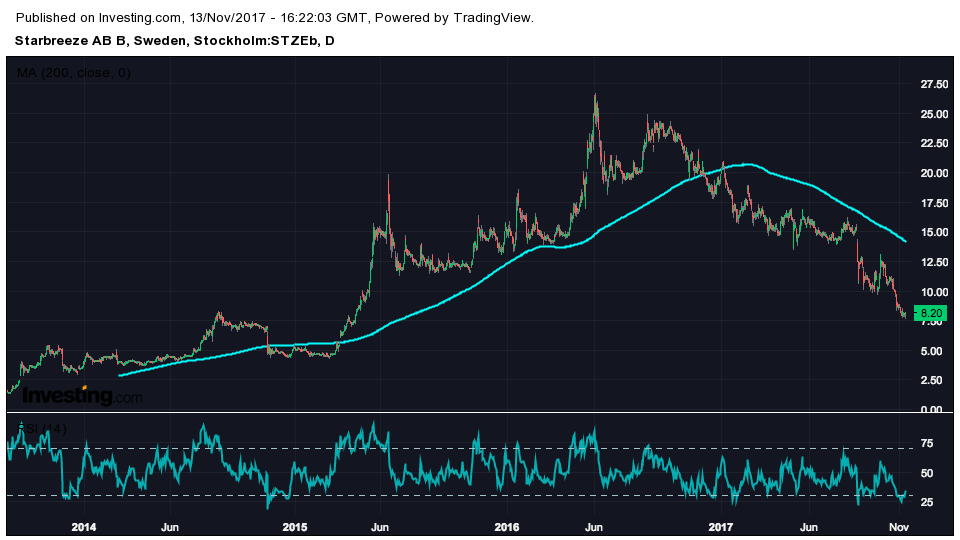 Published on Investing.com, 13/Nov/2017 - 16:22:03 GMT, Powered by TradingView.
Starbreeze AB B, Sweden, Stockholm:STZEb, D
MA (200, close, 0)
27.50
25.00
22.50
20.00
17.50
15.00
12.50
10.00
8.20
7.50
5.00
2.50
Investing.com
0.00
RSI (14)
75
50
25
2014 Jun 2015 Jun 2016 Jun 2017 Jun Nov